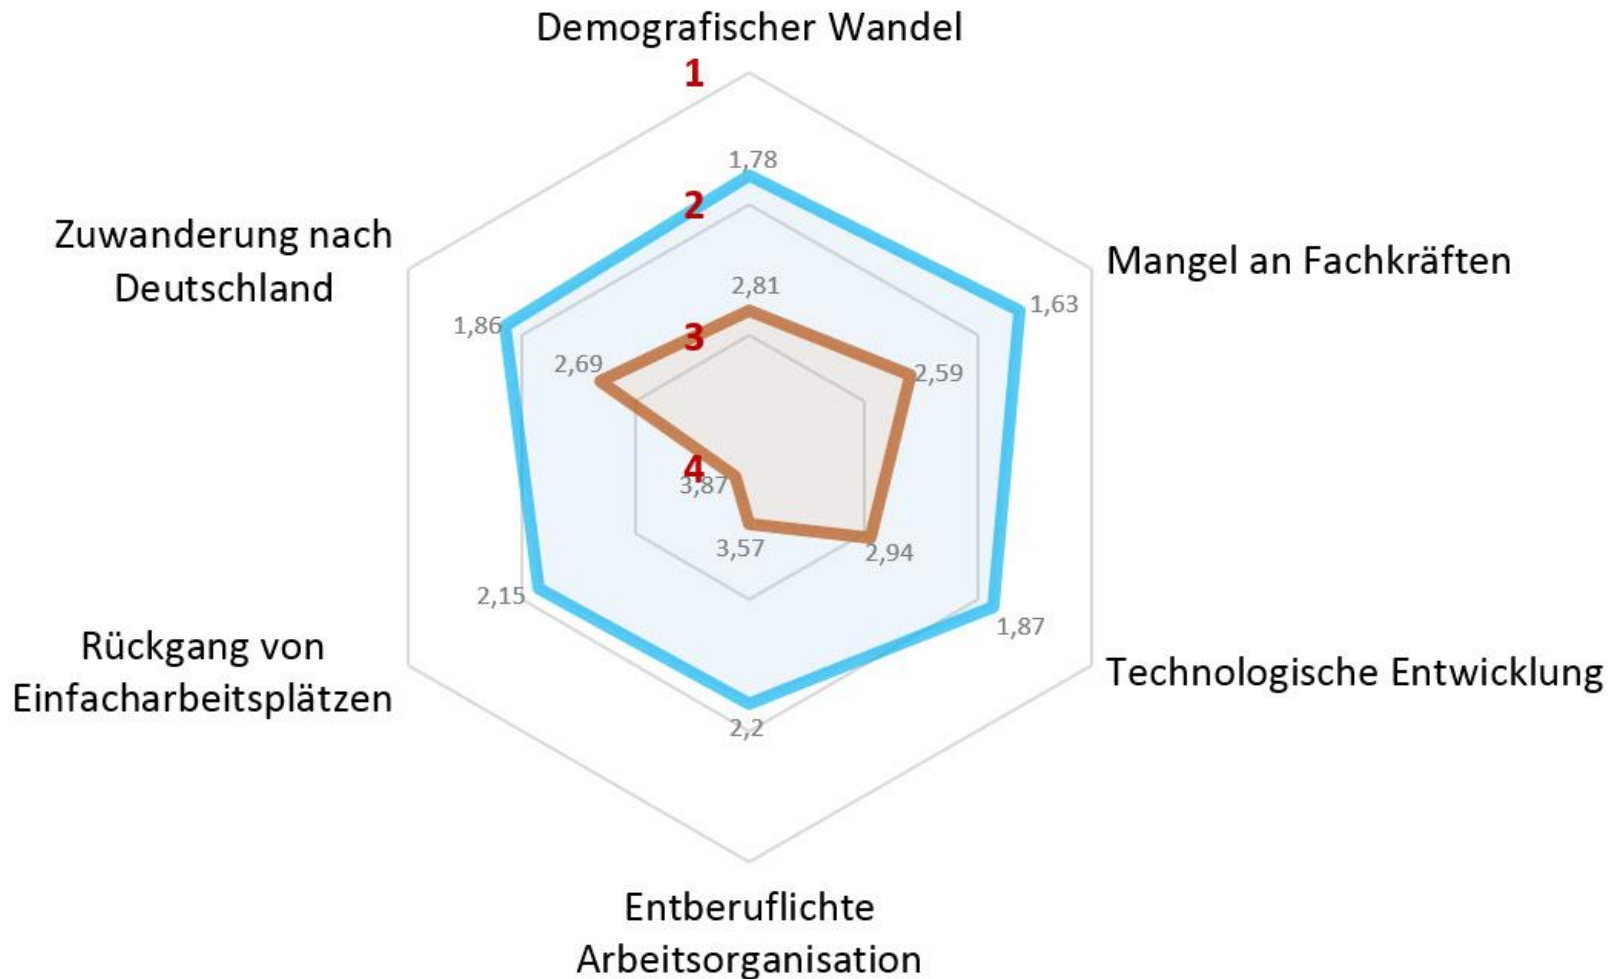 Demografischer Wandel
1
1,78
2
Zuwanderung nach
Deutschland
Mangel an Fachkräften
2,81
1,63
1,86
3
2,69
2,59
4
3,87
3,57
2,94
2,15
1,87
Rückgang von
Einfacharbeitsplätzen
Technologische Entwicklung
2,2
Entberuflichte
Arbeitsorganisation